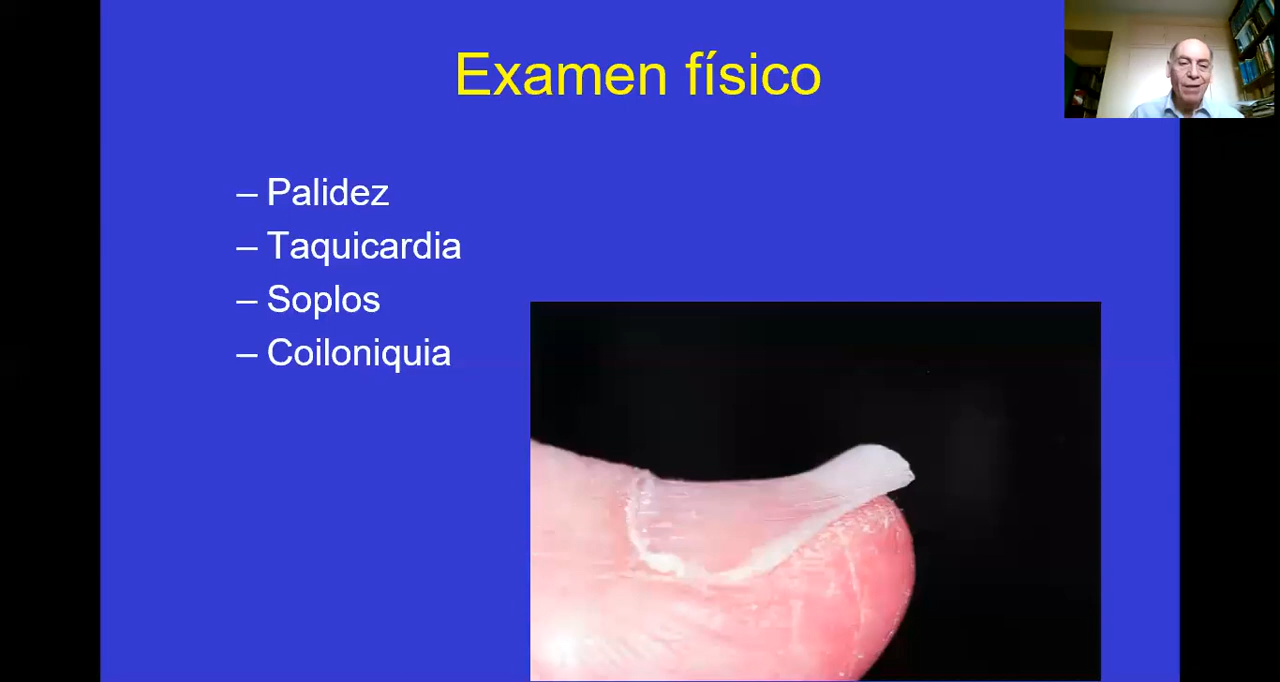 Examen físico
– Palidez
– Taquicardia
– Soplos
– Coiloniquia